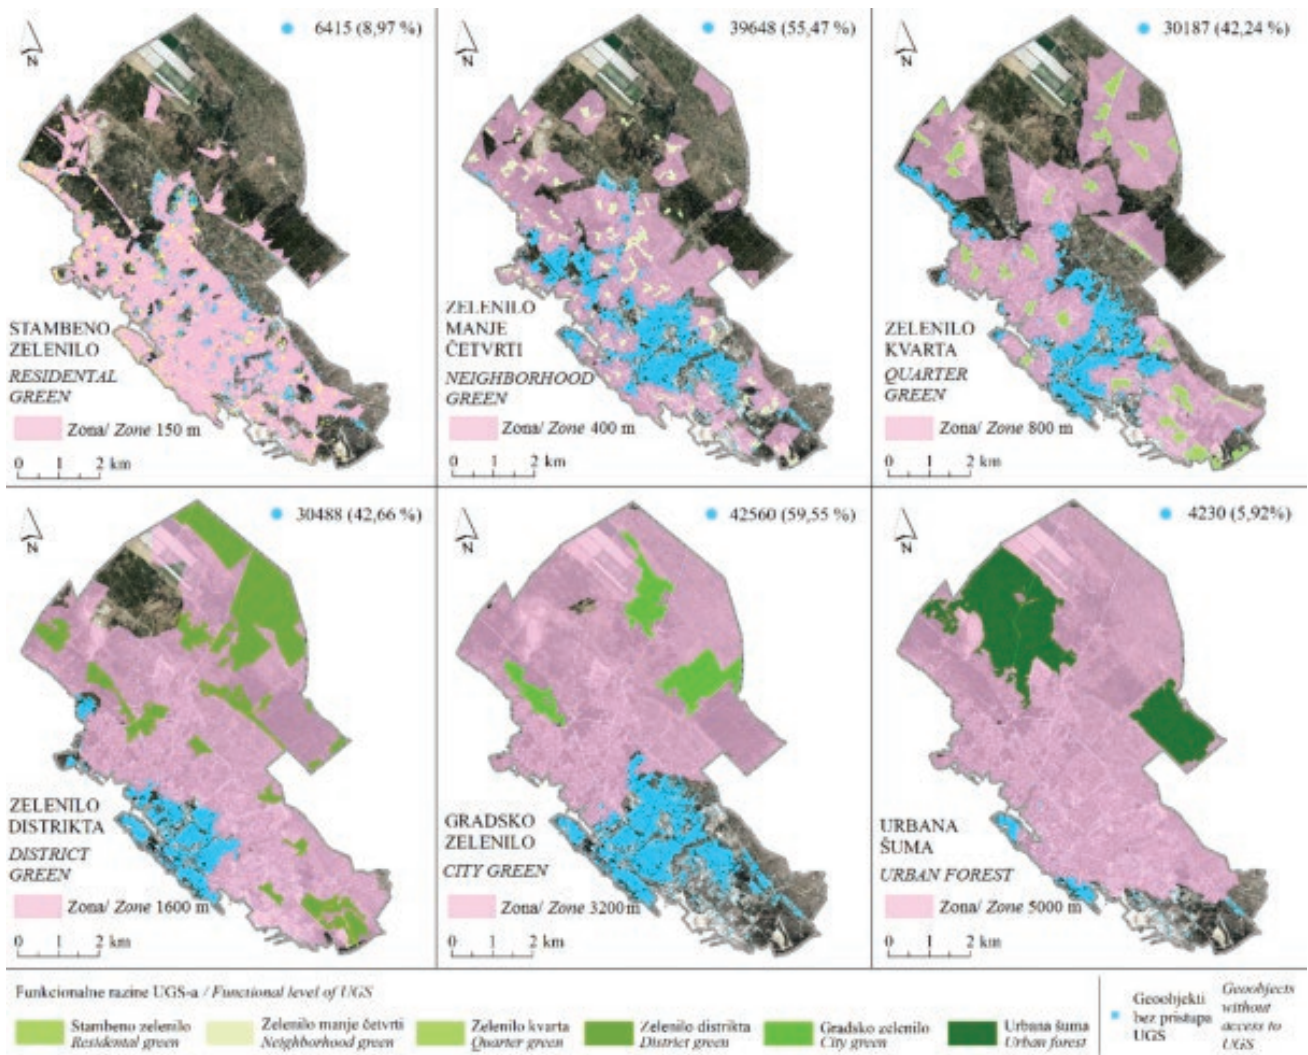 6415 (8,97 %)
N
STAMBENO
ZELENILO
RESIDENTAL
GREEN
Zona/ Zone 150 m
0 1 2 km
39648 (55,47 %)
N
ZELENILO
MANJE
ČETVRTI
NEIGHBORHOOD
GREEN
Zona/ Zone 400 m
0 1 2 km
30187 (42,24 %)
N
ZELENILO
KVARTA
QUARTER
GREEN
Zona/ Zone 800 m
0 1 2 km
30488 (42,66 %)
N
ZELENILO
DISTRIKTA
DISTRICT
GREEN
Zona/ Zone 1600 m
0 1 2 km
42560 (59,55 %)
N
GRADSKO
ZELENILO
CITY GREEN
Zona/ Zone 3200m
0 1 2 km
4230 (5,92%)
N
URBANA
ŠUMA
URBAN FOREST
Zona/ Zone 5000 m
0 1 2 km
Funkcionalne razine UGS-a / Functional level of UGS
Stambeno zelenilo
Residental green
Zelenilo manje četvrti
Neighborhood green
Zelenilo kvarta
Quarter green
Zelenilo distrikta
District green
Gradsko zelenilo
City green
Urbana šuma
Urban forest
Geoobjekti
bez pristupa
UGS
Geoobjects
without
access to
UGS